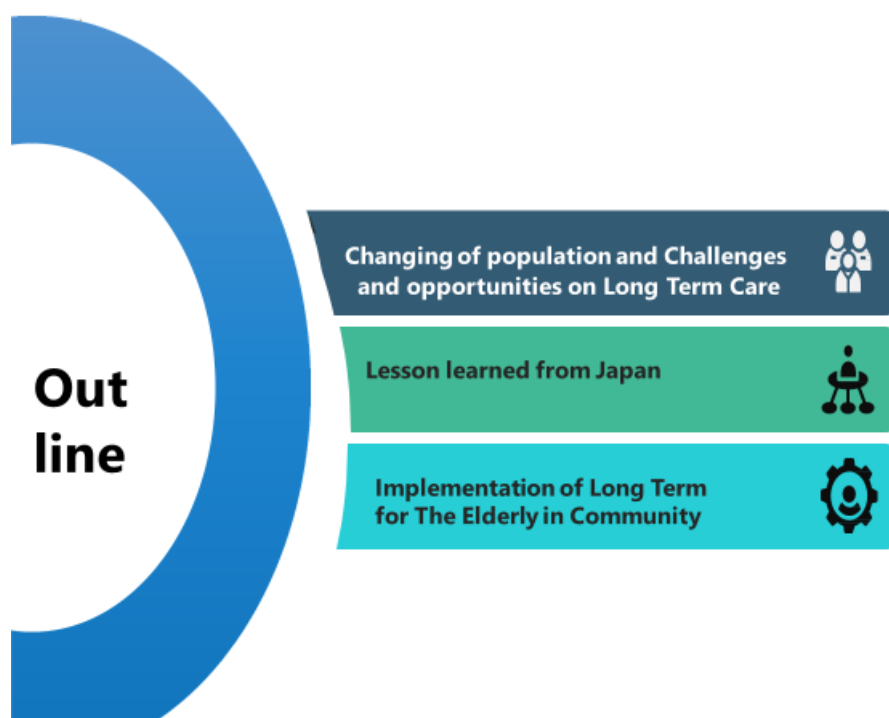 Out
line
Changing of population and Challenges
and opportunities on Long Term Care
Lesson learned from Japan
Implementation of Long Term
for The Elderly in Community